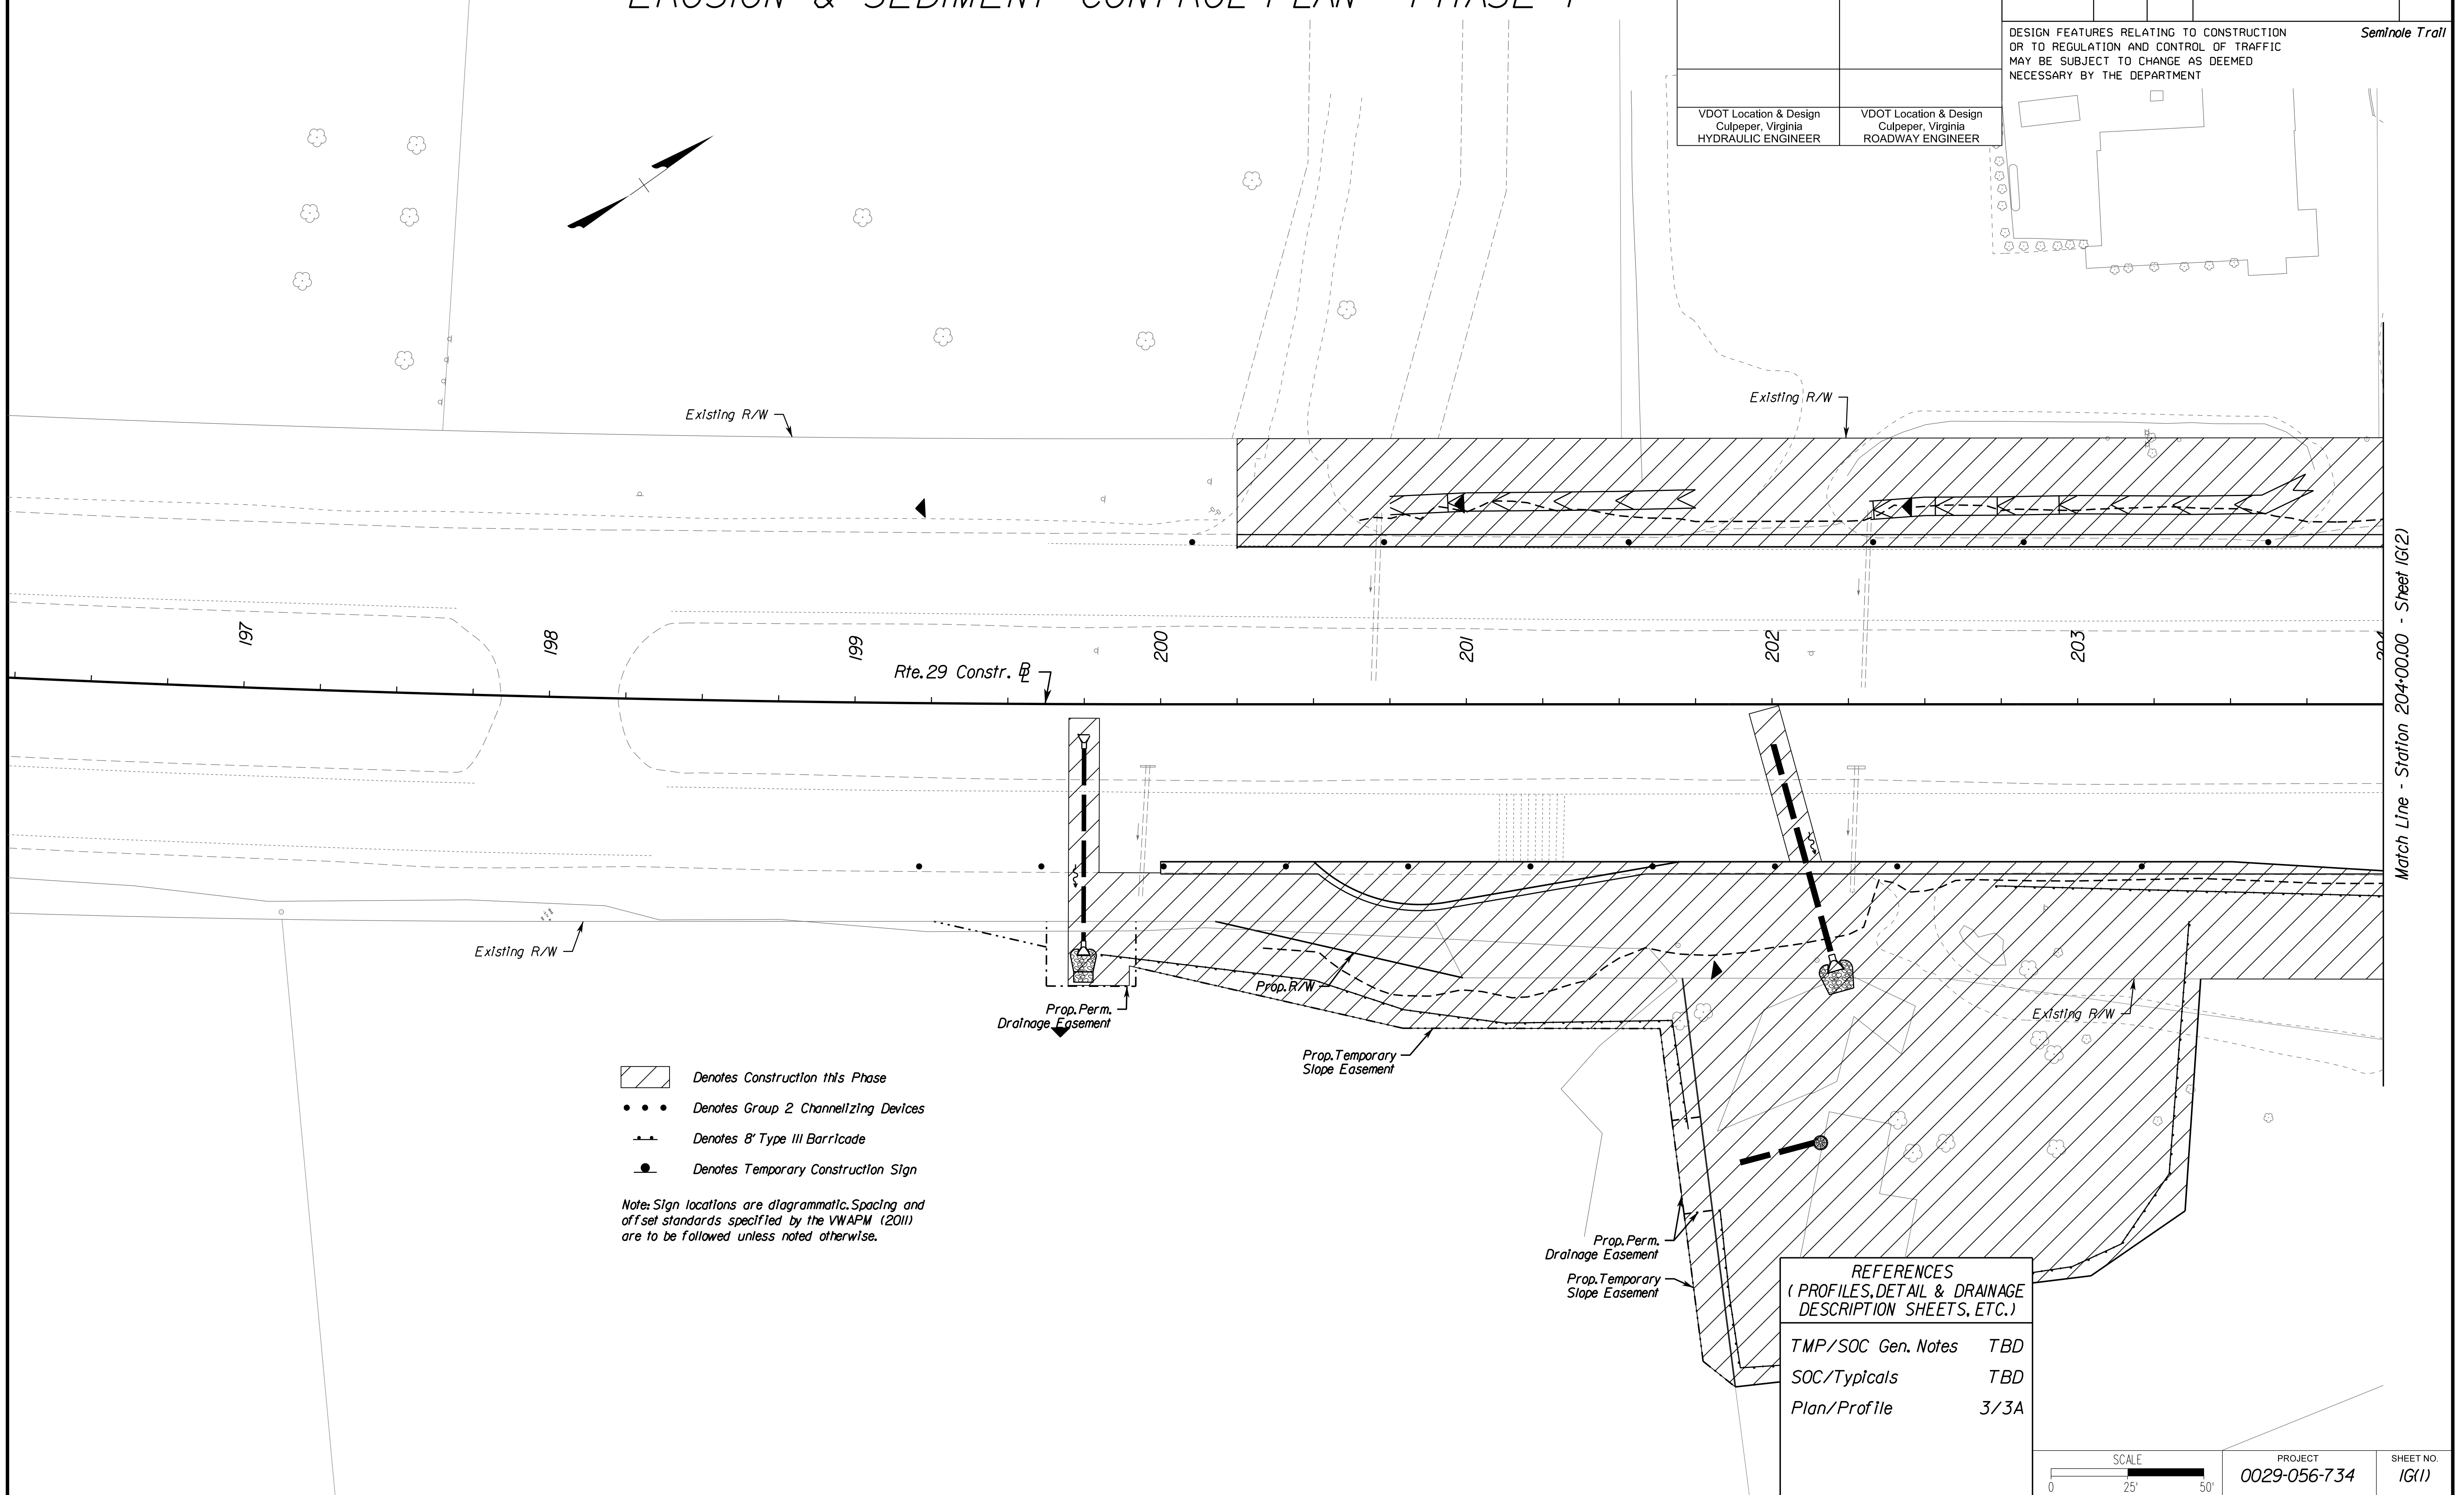 EROSION & SEDIMENT CONTROL PLAN - PHASE I
DESIGN FEATURES RELATING TO CONSTRUCTION
OR TO REGULATION AND CONTROL OF TRAFFIC
MAY BE SUBJECT TO CHANGE AS DEEMED
NECESSARY BY THE DEPARTMENT
Seminole Trail
VDOT Location & Design
Culpeper, Virginia
HYDRAULIC ENGINEER
VDOT Location & Design
Culpeper, Virginia
ROADWAY ENGINEER
Existing R/W
Existing R/W
197
198
199
200
201
202
203
204
Rte. 29 Constr. BL
Match Line - Station 204+00.00 - Sheet 1G(2)
Existing R/W
Prop. R/W
Prop. Perm.
Drainage Easement
Existing R/W
Prop. Temporary
Slope Easement
Denotes Construction this Phase
Denotes Group 2 Channelizing Devices
Denotes 8' Type III Barricade
Denotes Temporary Construction Sign
Note: Sign locations are diagrammatic. Spacing and
offset standards specified by the VWAPM (2011)
are to be followed unless noted otherwise.
Prop. Perm.
Drainage Easement
Prop. Temporary
Slope Easement
REFERENCES
( PROFILES, DETAIL & DRAINAGE
DESCRIPTION SHEETS, ETC.)
TMP/SOC Gen. Notes TBD
SOC/Typicals TBD
Plan/Profile 3/3A
SCALE
0 25' 50'
PROJECT
0029-056-734
SHEET NO.
1G(1)